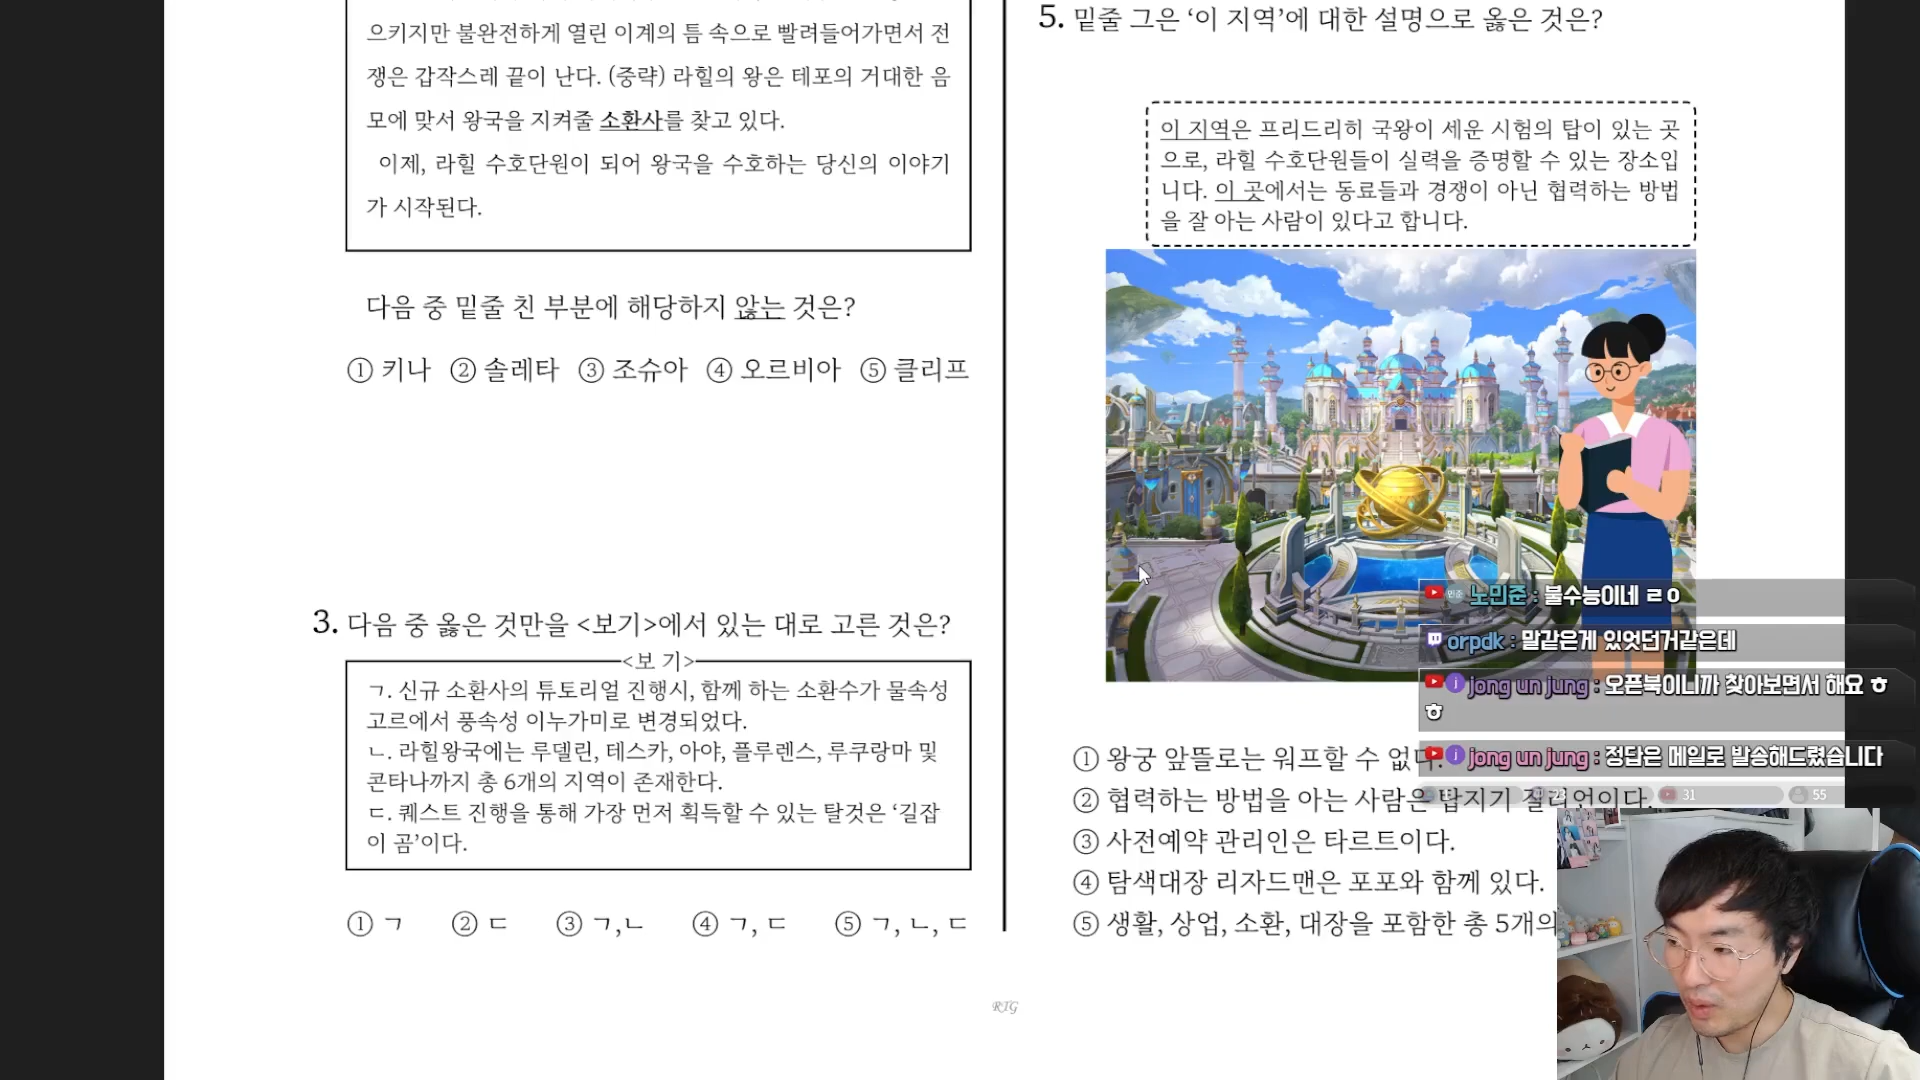 으키지만 불완전하게 열린 이계의 틈 속으로 빨려들어가면서 전
쟁은 갑작스레 끝이 난다. (중략) 라힐의 왕은 테포의 거대한 음
모에 맞서 왕국을 지켜줄 소환사를 찾고 있다.
이제, 라힐 수호단원이 되어 왕국을 수호하는 당신의 이야기
가 시작된다.
다음 중 밑줄 친 부분에 해당하지 않는 것은?
① 키나 ② 솔레타 ③ 조슈아 ④ 오르비아 ⑤ 클리프
3. 다음 중 옳은 것만을 <보기>에서 있는 대로 고른 것은?
<보 기>
ㄱ. 신규 소환사의 튜토리얼 진행시, 함께 하는 소환수가 물속성
고르에서 풍속성 이누가미로 변경되었다.
ㄴ. 라힐왕국에는 루델린, 테스카, 아야, 플루렌스, 루쿠랑마 및
콘타나까지 총 6개의 지역이 존재한다.
ㄷ. 퀘스트 진행을 통해 가장 먼저 획득할 수 있는 탈것은 ‘길잡
이 곰’이다.
① ㄱ ② ㄷ ③ ㄱ,ㄴ ④ ㄱ, ㄷ ⑤ ㄱ, ㄴ, ㄷ
5. 밑줄 그은 ‘이 지역’에 대한 설명으로 옳은 것은?
이 지역은 프리드리히 국왕이 세운 시험의 탑이 있는 곳
으로, 라힐 수호단원들이 실력을 증명할 수 있는 장소입
니다. 이 곳에서는 동료들과 경쟁이 아닌 협력하는 방법
을 잘 아는 사람이 있다고 합니다.
① 왕궁 앞뜰로는 워프할 수 없다.
② 협력하는 방법을 아는 사람은 탑지기 질리언이다.
③ 사전예약 관리인은 타르트이다.
④ 탐색대장 리자드맨은 포포와 함께 있다.
⑤ 생활, 상업, 소환, 대장을 포함한 총 5개의
RTG
민준 노민준 : 불수능이네 ㄹㅇ
orpdk : 말같은게 있엇던거같은데
j jong un jung : 오픈북이니까 찾아보면서 해요 ㅎ
ㅎ
j jong un jung : 정답은 메일로 발송해드렸습니다
23 31 55